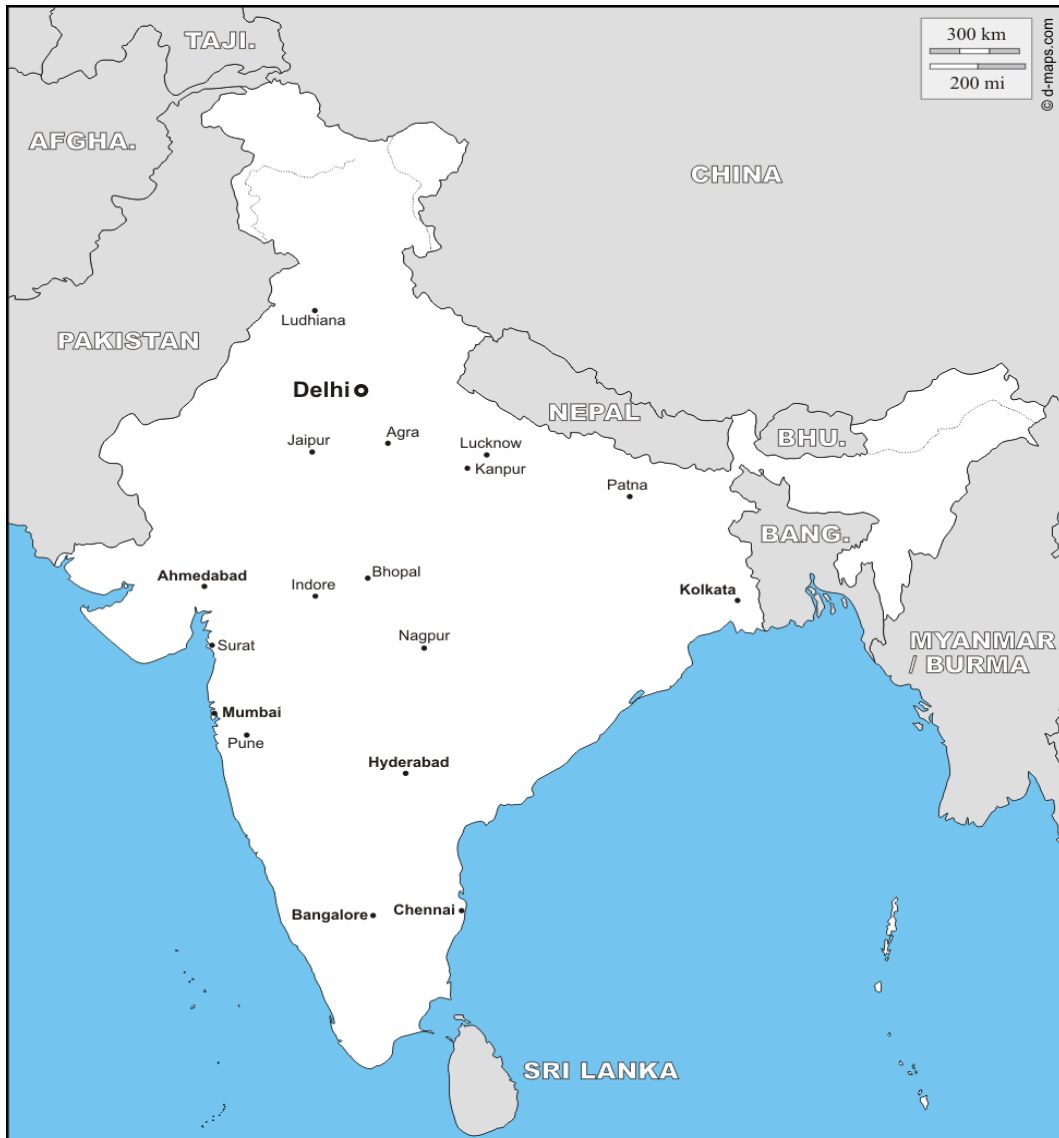 TAJI.
300 km
200 mi
© d-maps.com
AFGHA.
CHINA
Ludhiana
PAKISTAN
Delhi
NEPAL
Jaipur
Agra
Lucknow
BHU.
Kanpur
Patna
BANG.
Ahmedabad
Bhopal
Indore
Kolkata
Nagpur
Surat
MYANMAR
/ BURMA
Mumbai
Pune
Hyderabad
Bangalore
Chennai
SRI LANKA